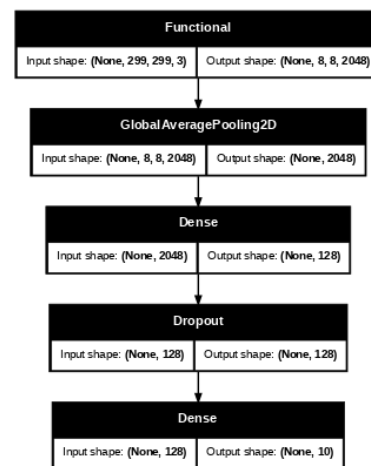 Functional
Input shape: (None, 299, 299, 3) Output shape: (None, 8, 8, 2048)
GlobalAveragePooling2D
Input shape: (None, 8, 8, 2048) Output shape: (None, 2048)
Dense
Input shape: (None, 2048) Output shape: (None, 128)
Dropout
Input shape: (None, 128) Output shape: (None, 128)
Dense
Input shape: (None, 128) Output shape: (None, 10)